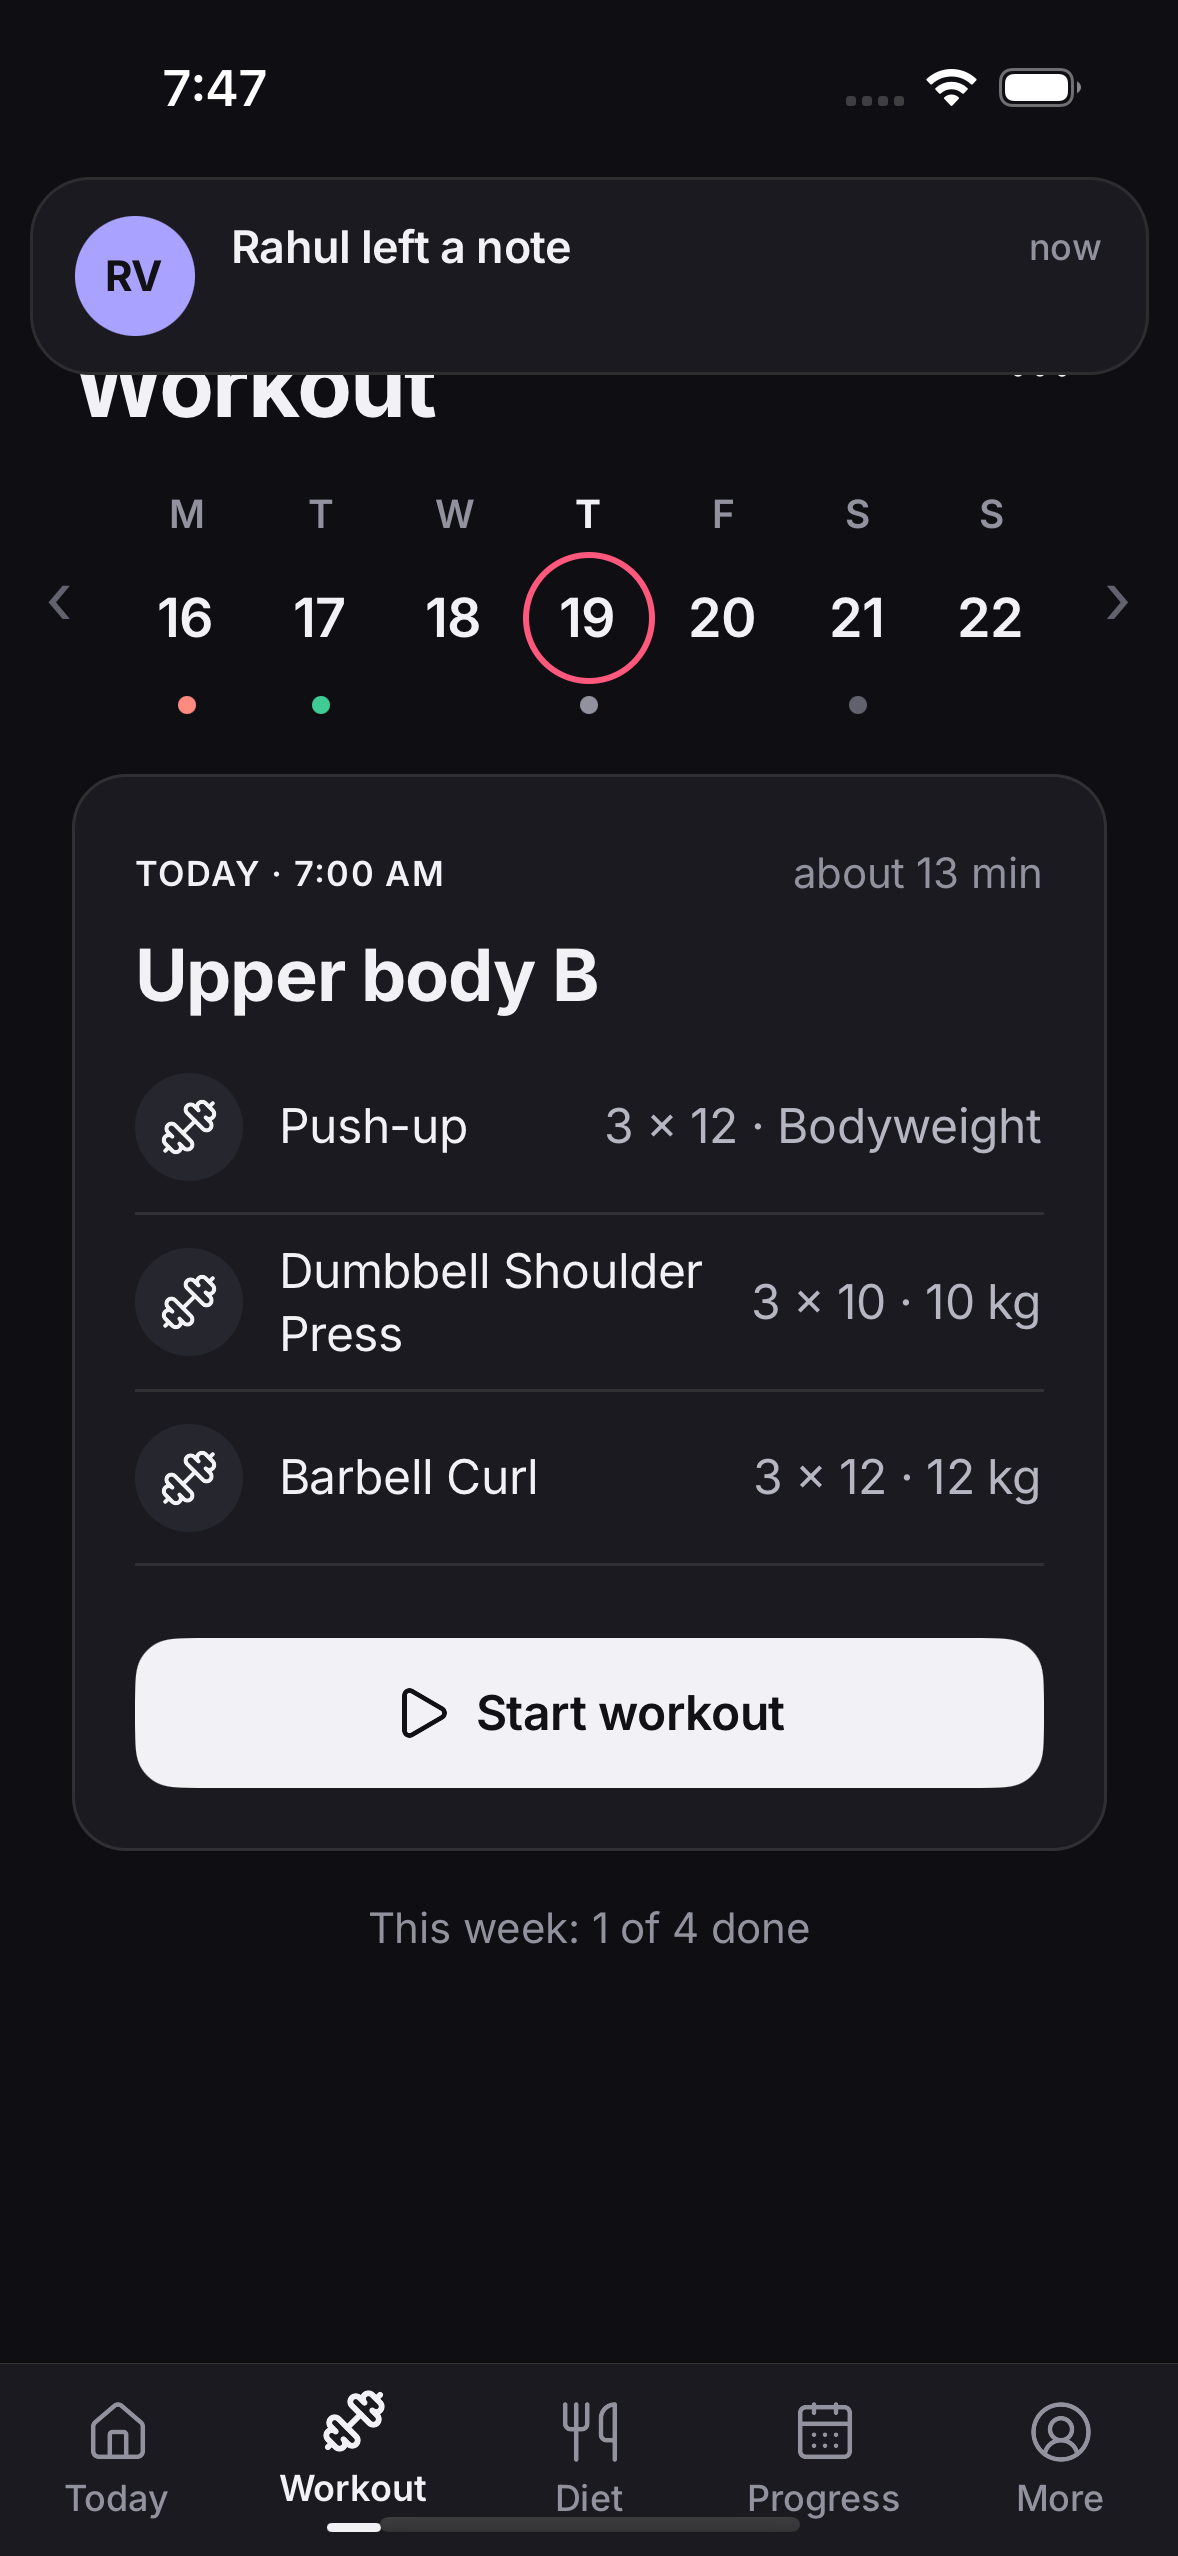 7:47
RV
Rahul left a note
now
Workout
M T W T F S S
16 17 18 19 20 21 22
TODAY · 7:00 AM
about 13 min
Upper body B
Push-up
3 × 12 · Bodyweight
Dumbbell Shoulder
Press
3 × 10 · 10 kg
Barbell Curl
3 × 12 · 12 kg
Start workout
This week: 1 of 4 done
Today
Workout
Diet
Progress
More